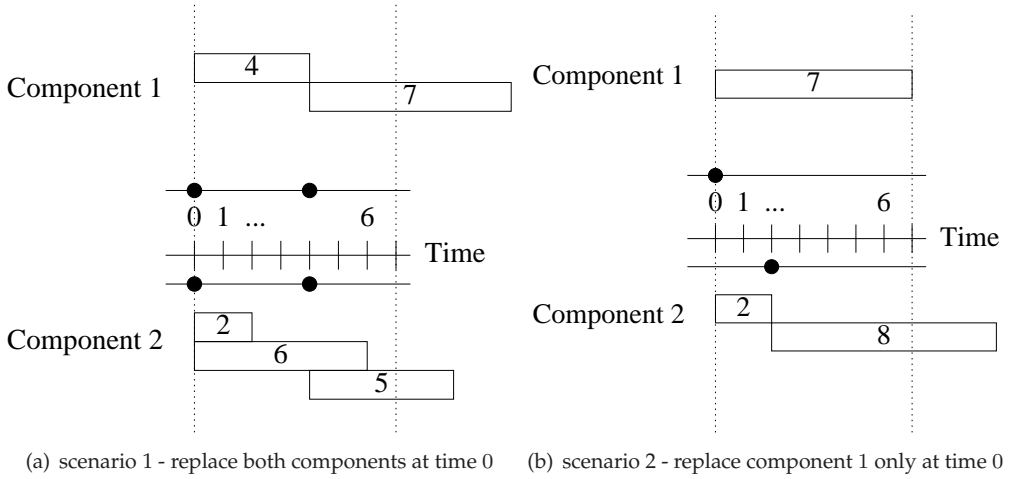 4
Component 1
7
0 1 ... 6
Time
2
Component 2
6
5
(a) scenario 1 - replace both components at time 0
Component 1
7
0 1 ... 6
Time
2
Component 2
8
(b) scenario 2 - replace component 1 only at time 0